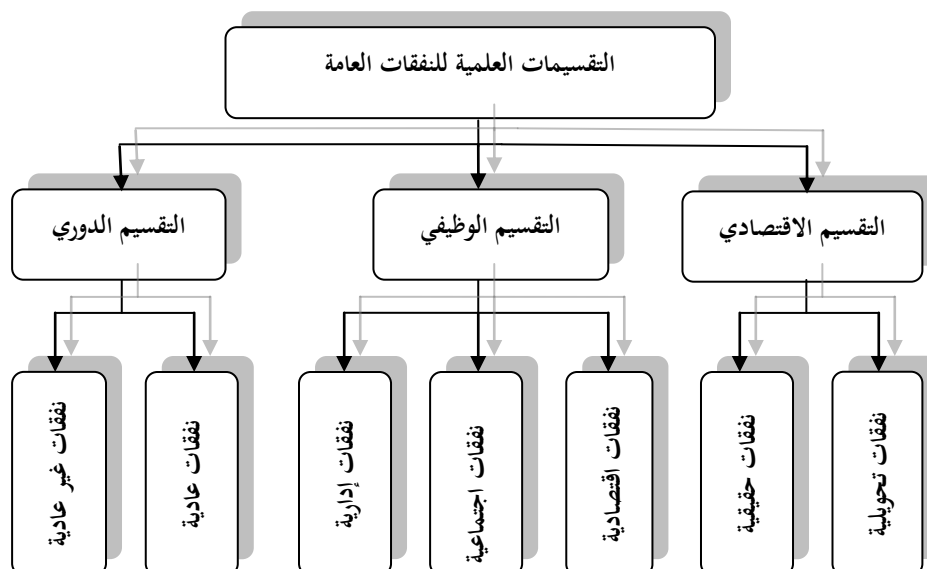 التقسيمات العلمية للنفقات العامة
التقسيم الاقتصادي
التقسيم الوظيفي
التقسيم الدوري
نفقات تحويلية
نفقات حقيقية
نفقات اقتصادية
نفقات اجتماعية
نفقات إدارية
نفقات عادية
نفقات غير عادية